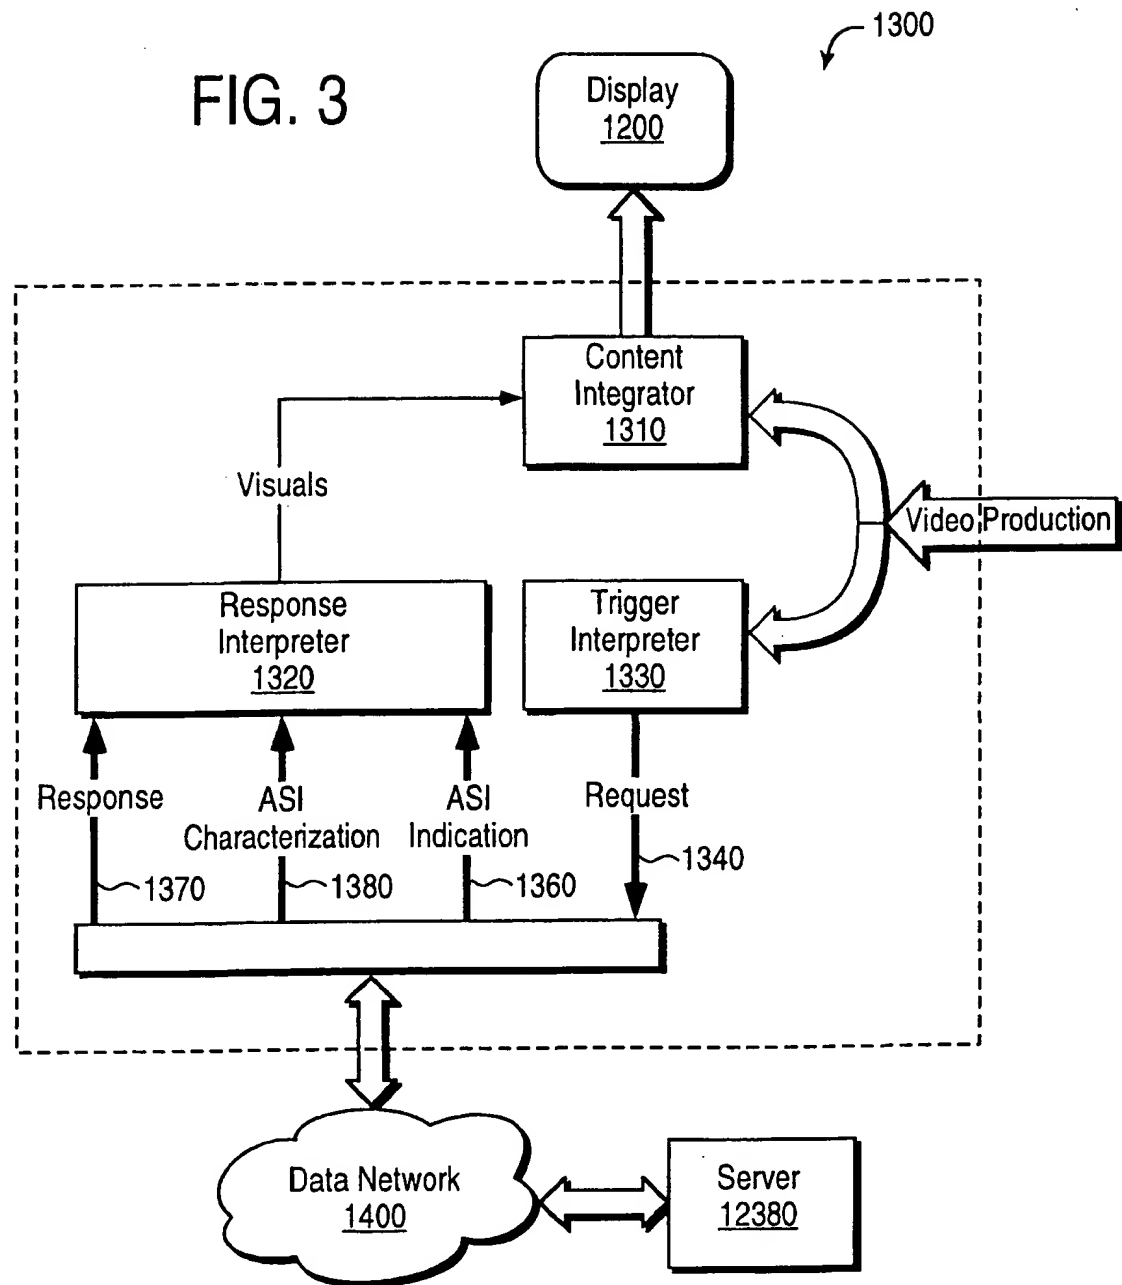 1300
FIG. 3
Display
1200
Content
Integrator
1310
Visuals
Video Production
Response
Interpreter
1320
Trigger
Interpreter
1330
Response
ASI
Characterization
ASI
Indication
Request
1340
1370
1380
1360
Data Network
1400
Server
12380